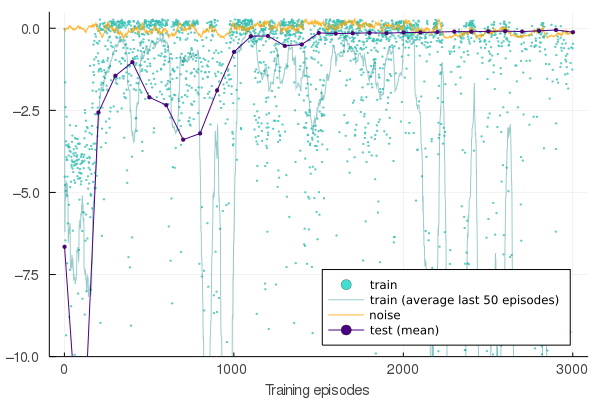 0.0
−2.5
−5.0
−7.5
−10.0
0
1000
2000
3000
Training episodes
train
train (average last 50 episodes)
noise
test (mean)